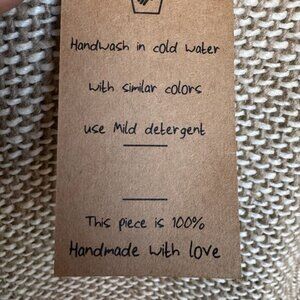 Handwash in cold water
with similar colors
use Mild detergent
This piece is 100%
Handmade with love